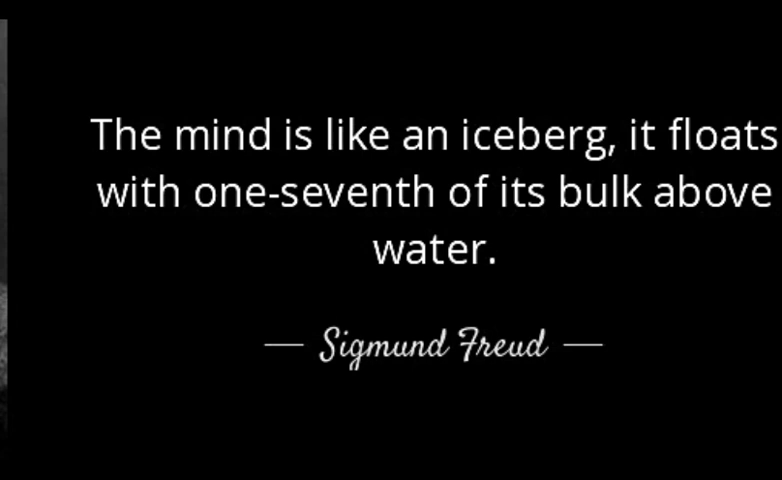 The mind is like an iceberg, it floats
with one-seventh of its bulk above
water.
— Sigmund Freud —